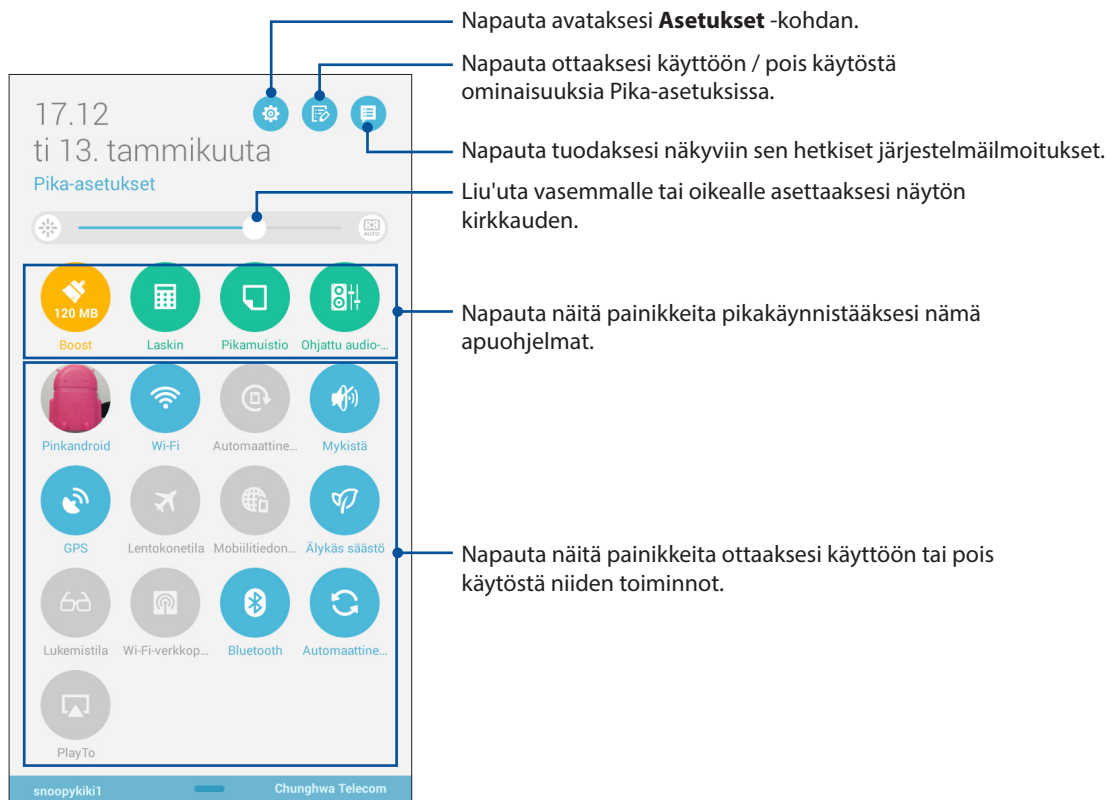 Napauta avataksesi Asetukset -kohdan.
Napauta ottaaksesi käyttöön / pois käytöstä
ominaisuuksia Pika-asetuksissa.
Napauta tuodaksesi näkyviin sen hetkiset järjestelmäilmoitukset.
Liu'uta vasemmalle tai oikealle asettaaksesi näytön
kirkkauden.
Napauta näitä painikkeita pikakäynnistääksesi nämä
apuohjelmat.
Napauta näitä painikkeita ottaaksesi käyttöön tai pois
käytöstä niiden toiminnot.
17.12
ti 13. tammikuuta
Pika-asetukset
AUTO
120 MB
Boost Laskin Pikamuistio Ohjattu audio-...
Pinkandroid Wi-Fi Automaattine... Mykistä
GPS Lentokonetila Mobiilitiedon... Älykäs säästö
Lukemistila Wi-Fi-verkkop... Bluetooth Automaattine...
PlayTo
snoopykiki1 Chunghwa Telecom